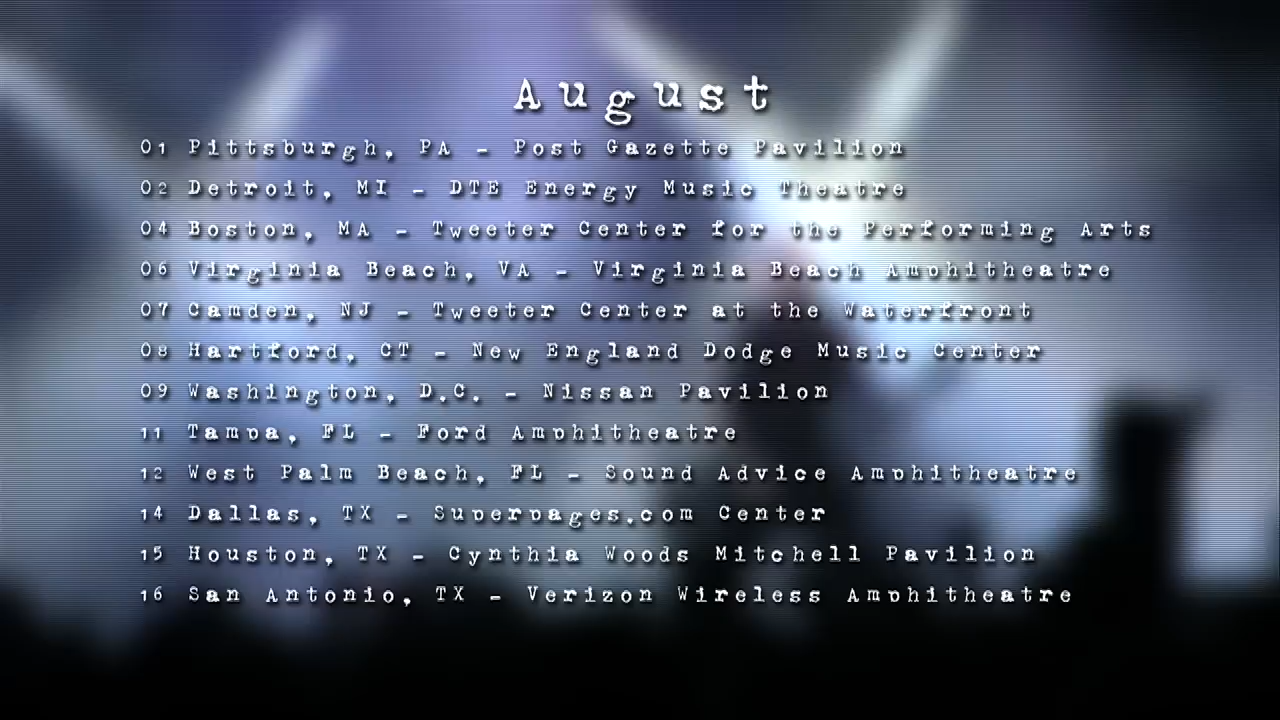 August
01 Pittsburgh, PA - Post Gazette Pavilion
02 Detroit, MI - DTE Energy Music Theatre
04 Boston, MA - Tweeter Center for the Performing Arts
06 Virginia Beach, VA - Virginia Beach Amphitheatre
07 Camden, NJ - Tweeter Center at the Waterfront
08 Hartford, CT - New England Dodge Music Center
09 Washington, D.C. - Nissan Pavilion
11 Tampa, FL - Ford Amphitheatre
12 West Palm Beach, FL - Sound Advice Amphitheatre
14 Dallas, TX - Superpages.com Center
15 Houston, TX - Cynthia Woods Mitchell Pavilion
16 San Antonio, TX - Verizon Wireless Amphitheatre